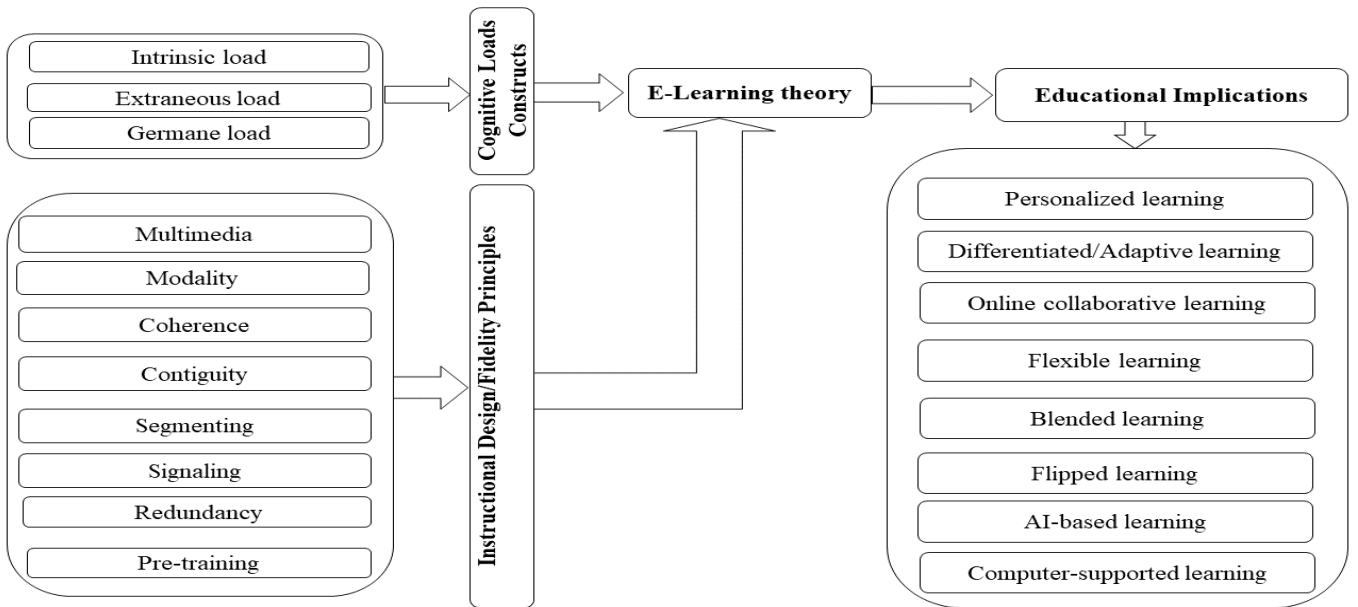 Intrinsic load
Extraneous load
Germane load
Cognitive Loads
Constructs
E-Learning theory
Educational Implications
Multimedia
Modality
Coherence
Contiguity
Segmenting
Signaling
Redundancy
Pre-training
Instructional Design/Fidelity Principles
Personalized learning
Differentiated/Adaptive learning
Online collaborative learning
Flexible learning
Blended learning
Flipped learning
AI-based learning
Computer-supported learning